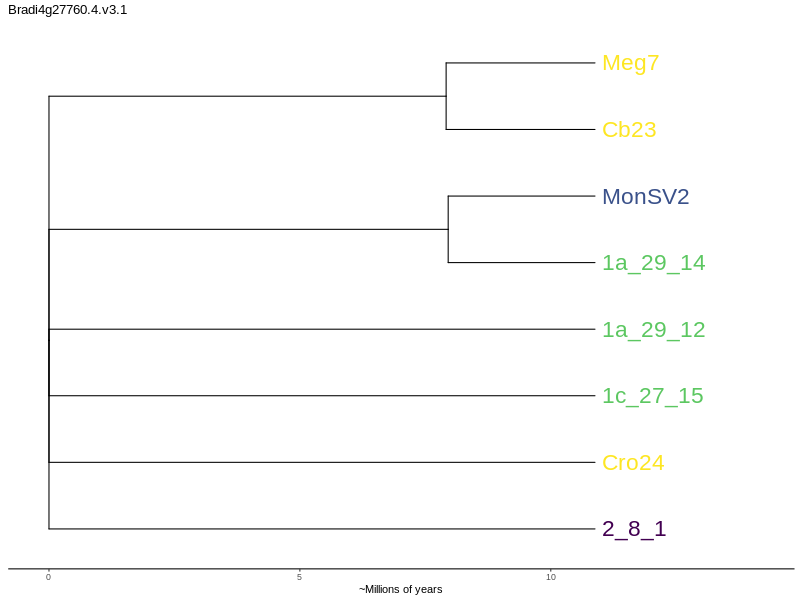 Bradi4g27760.4.v3.1
Meg7
Cb23
MonSV2
1a_29_14
1a_29_12
1c_27_15
Cro24
2_8_1
0 5 10
~Millions of years